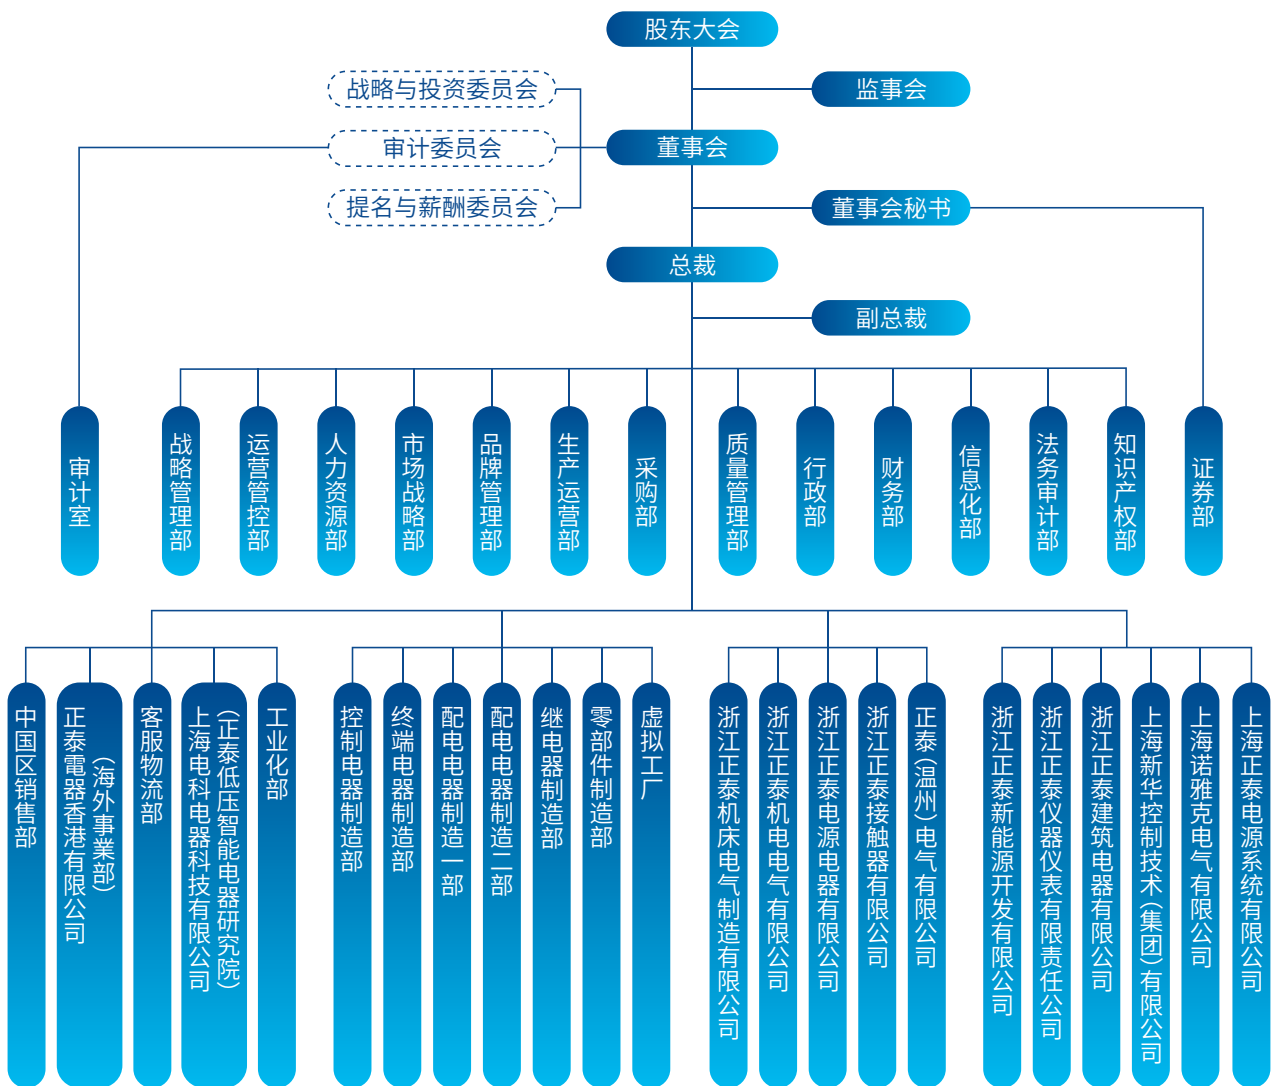 股东大会
战略与投资委员会
监事会
审计委员会
董事会
提名与薪酬委员会
董事会秘书
总裁
副总裁
审计室
战略管理部
运营管控部
人力资源部
市场战略部
品牌管理部
生产运营部
采购部
质量管理部
行政部
财务部
信息化部
法务审计部
知识产权部
证券部
中国区销售部
正泰電器香港有限公司
（海外事業部）
客服物流部
上海电科电器科技有限公司
（正泰低压智能电器研究院）
工业化部
控制电器制造部
终端电器制造部
配电电器制造一部
配电电器制造二部
继电器制造部
零部件制造部
虚拟工厂
浙江正泰机床电气制造有限公司
浙江正泰机电电气有限公司
浙江正泰电源电器有限公司
浙江正泰接触器有限公司
正泰（温州）电气有限公司
浙江正泰新能源开发有限公司
浙江正泰仪器仪表有限责任公司
浙江正泰建筑电器有限公司
上海新华控制技术（集团）有限公司
上海诺雅克电气有限公司
上海正泰电源系统有限公司